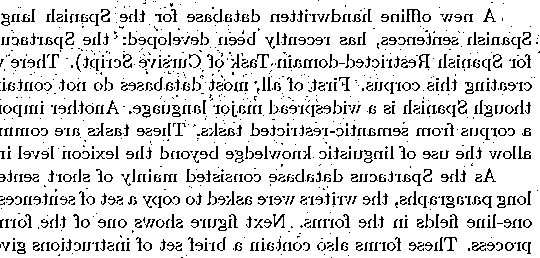 A new offline handwritten database for the Spanish lang
Spanish sentences, has recently been developed: the Spartacu
for Spanish Restricted-domain Task of Cursive Script). There
creating this corpus. First of all, most databases do not contai
though Spanish is a widespread major language. Another impor
a corpus from semantic-restricted tasks. These tasks are comm
allow the use of linguistic knowledge beyond the lexicon level in
As the Spartacus database consisted mainly of short sente
long paragraphs, the writers were asked to copy a set of sentences
one-line fields in the forms. Next figure shows one of the form
process. These forms also contain a brief set of instructions give